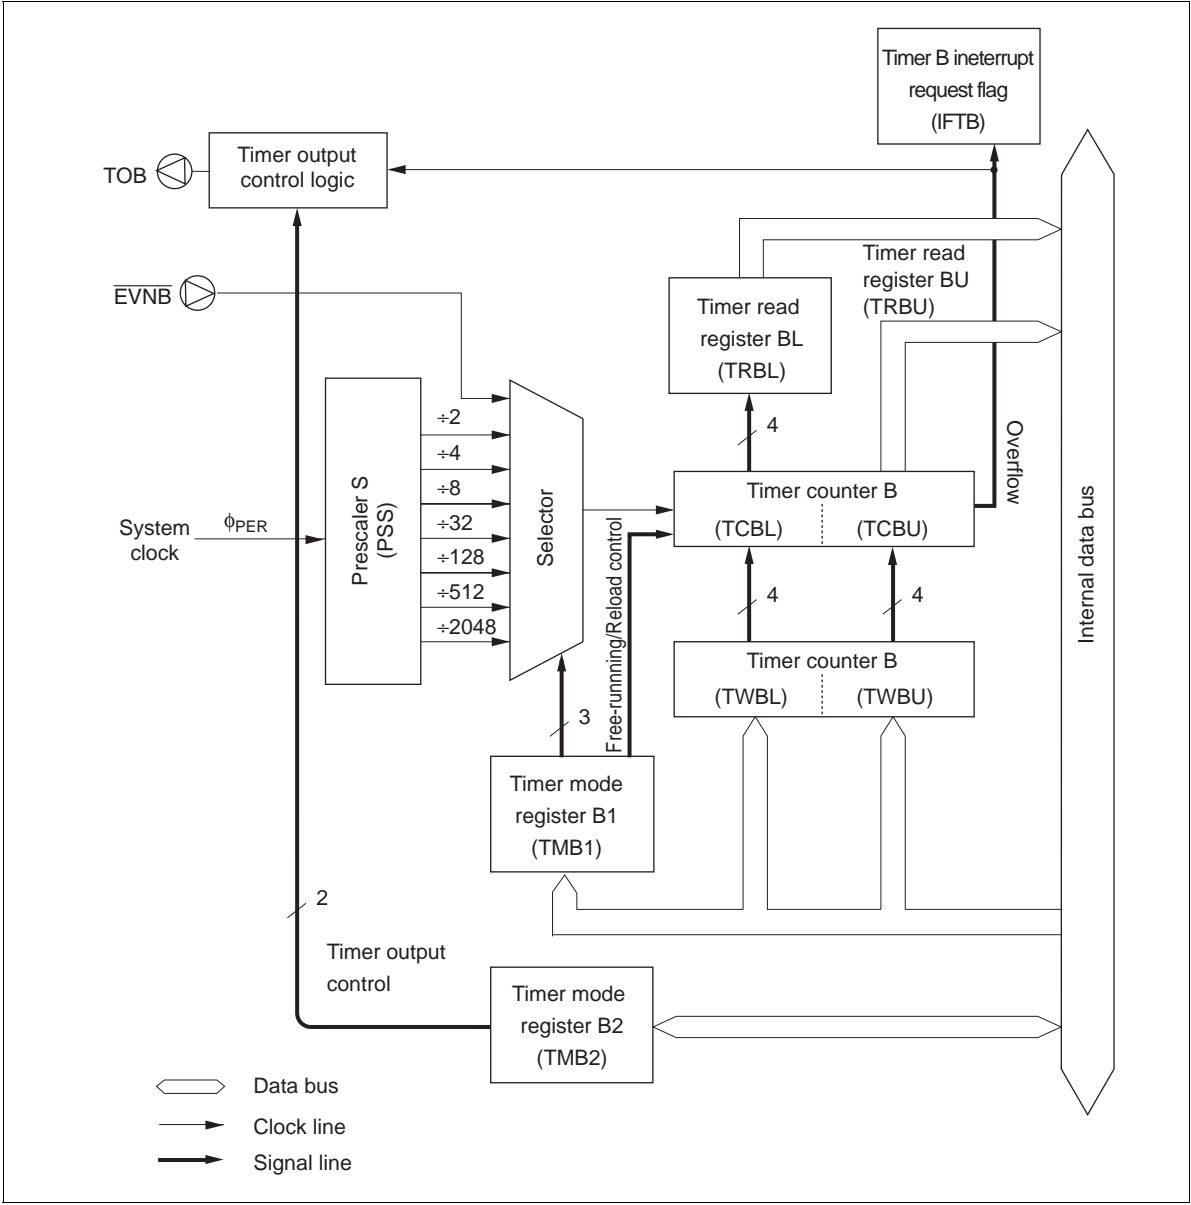 Timer B ineterrupt
request flag
(IFTB)
Timer output
control logic
TOB
EVNB
Timer read
register BU
(TRBU)
Timer read
register BL
(TRBL)
4
Overflow
Internal data bus
÷2
÷4
÷8
÷32
÷128
÷512
÷2048
Prescaler S
(PSS)
System
clock
ϕPER
Selector
Timer counter B
(TCBL)
(TCBU)
Free-runnning/Reload control
4
4
Timer counter B
(TWBL)
(TWBU)
3
Timer mode
register B1
(TMB1)
2
Timer output
control
Timer mode
register B2
(TMB2)
Data bus
Clock line
Signal line